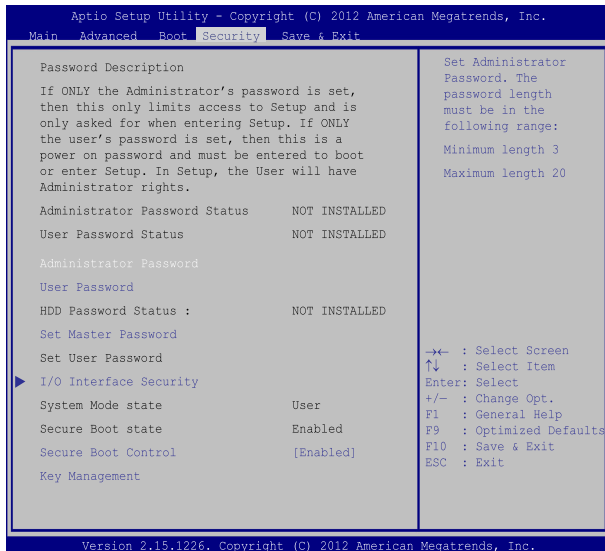 Aptio Setup Utility - Copyright (C) 2012 American Megatrends, Inc.
Main Advanced Boot Security Save & Exit
Password Description
If ONLY the Administrator's password is set,
then this only limits access to Setup and is
only asked for when entering Setup. If ONLY
the user's password is set, then this is a
power on password and must be entered to boot
or enter Setup. In Setup, the User will have
Administrator rights.
Administrator Password Status NOT INSTALLED
User Password Status NOT INSTALLED
Administrator Password
User Password
HDD Password Status : NOT INSTALLED
Set Master Password
Set User Password
I/O Interface Security
System Mode state User
Secure Boot state Enabled
Secure Boot Control [Enabled]
Key Management
Set Administrator
Password. The
password length
must be in the
following range:
Minimum length 3
Maximum length 20
→← : Select Screen
↑↓ : Select Item
Enter: Select
+/— : Change Opt.
F1 : General Help
F9 : Optimized Defaults
F10 : Save & Exit
ESC : Exit
Version 2.15.1226. Copyright (C) 2012 American Megatrends, Inc.